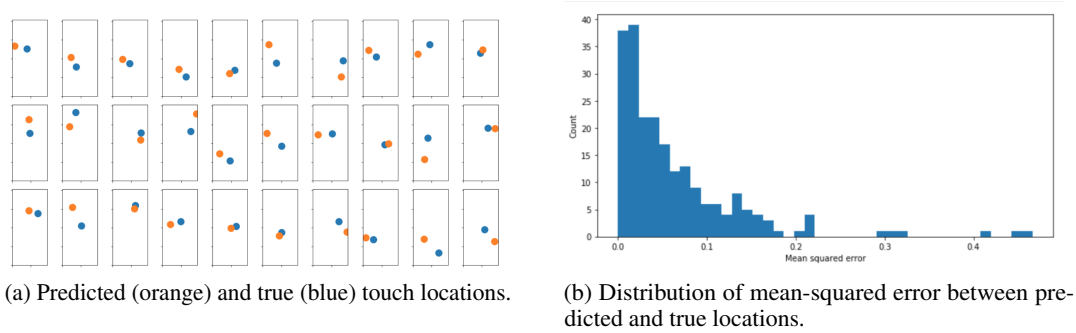 40
35
30
25
20
15
10
5
0
Count
0.0 0.1 0.2 0.3 0.4
Mean squared error
(a) Predicted (orange) and true (blue) touch locations.
(b) Distribution of mean-squared error between pre-
dicted and true locations.